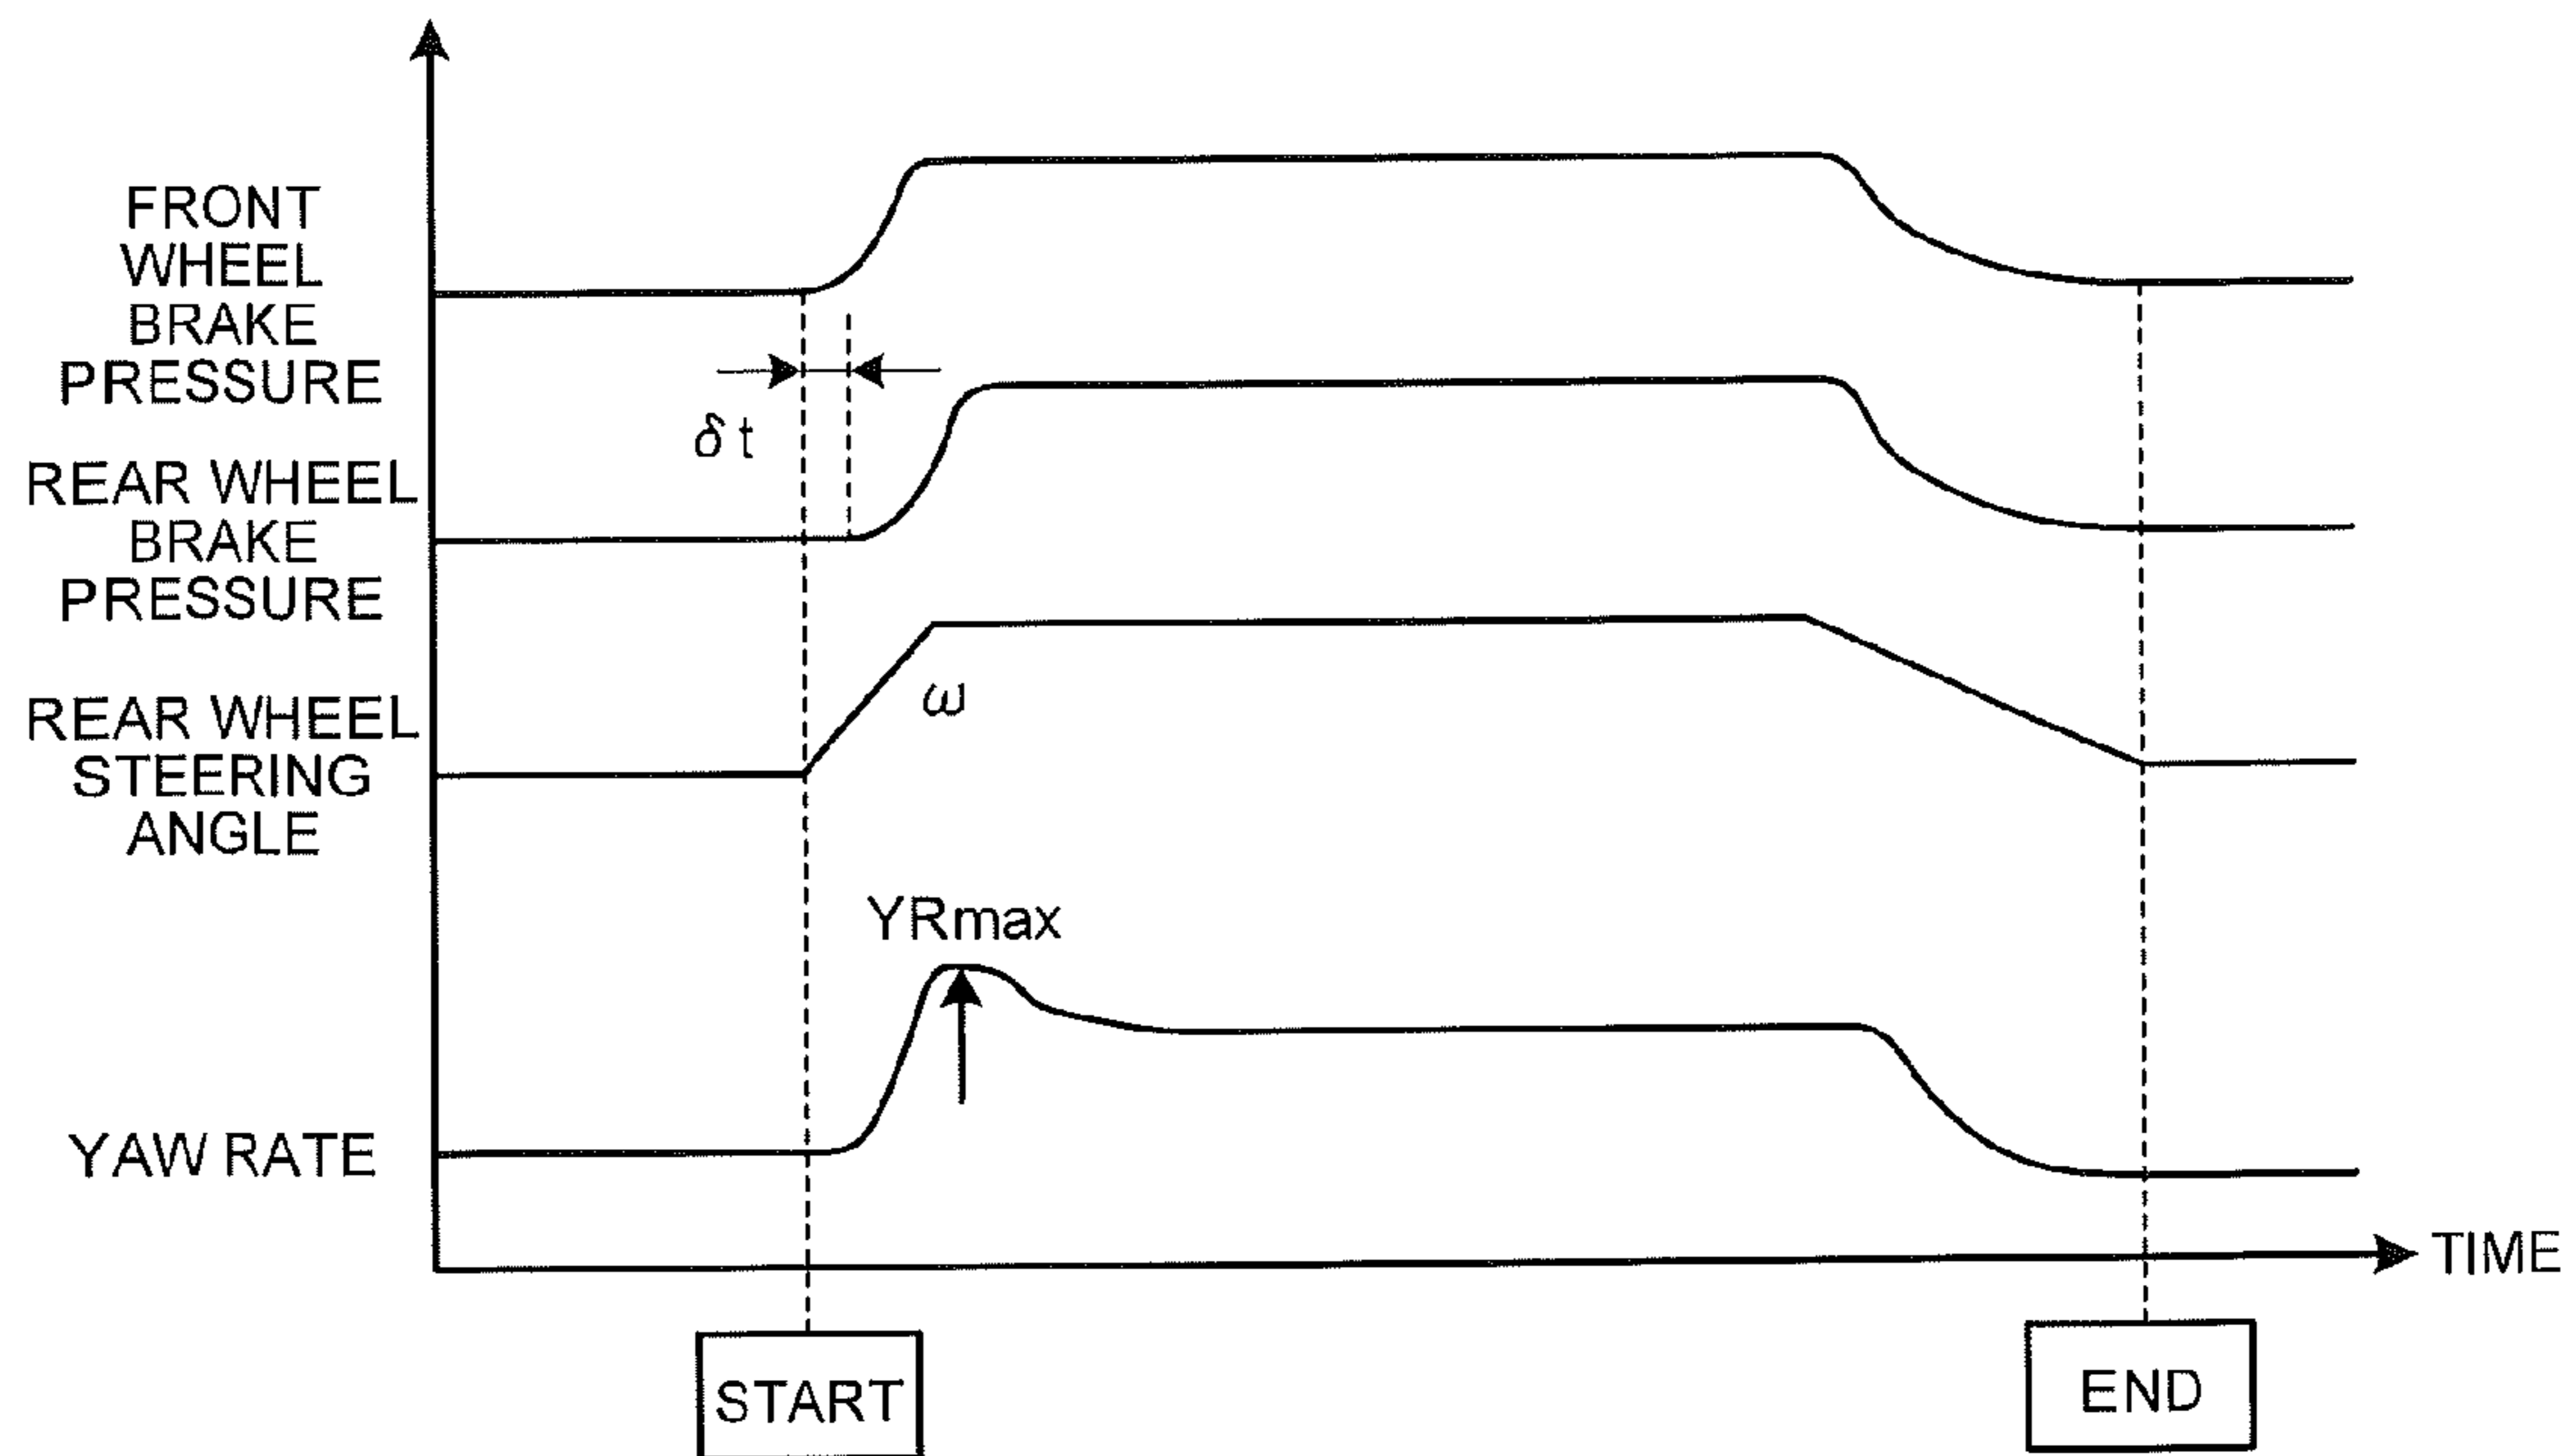 FRONT
WHEEL
BRAKE
PRESSURE
δt
REAR WHEEL
BRAKE
PRESSURE
ω
REAR WHEEL
STEERING
ANGLE
YRmax
YAW RATE
TIME
START
END